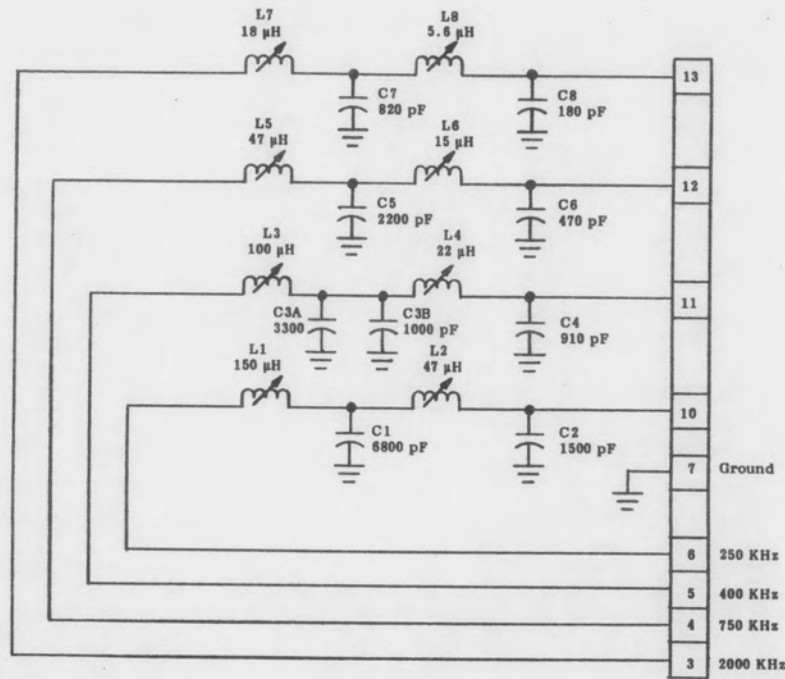 L7
18 μH
L8
5.6 μH
13
C7
820 pF
C8
180 pF
L5
47 μH
L6
15 μH
12
C5
2200 pF
C6
470 pF
L3
100 μH
L4
22 μH
11
C3A
3300
C3B
1000 pF
C4
910 pF
L1
150 μH
L2
47 μH
10
C1
6800 pF
C2
1500 pF
7 Ground
6 250 KHz
5 400 KHz
4 750 KHz
3 2000 KHz